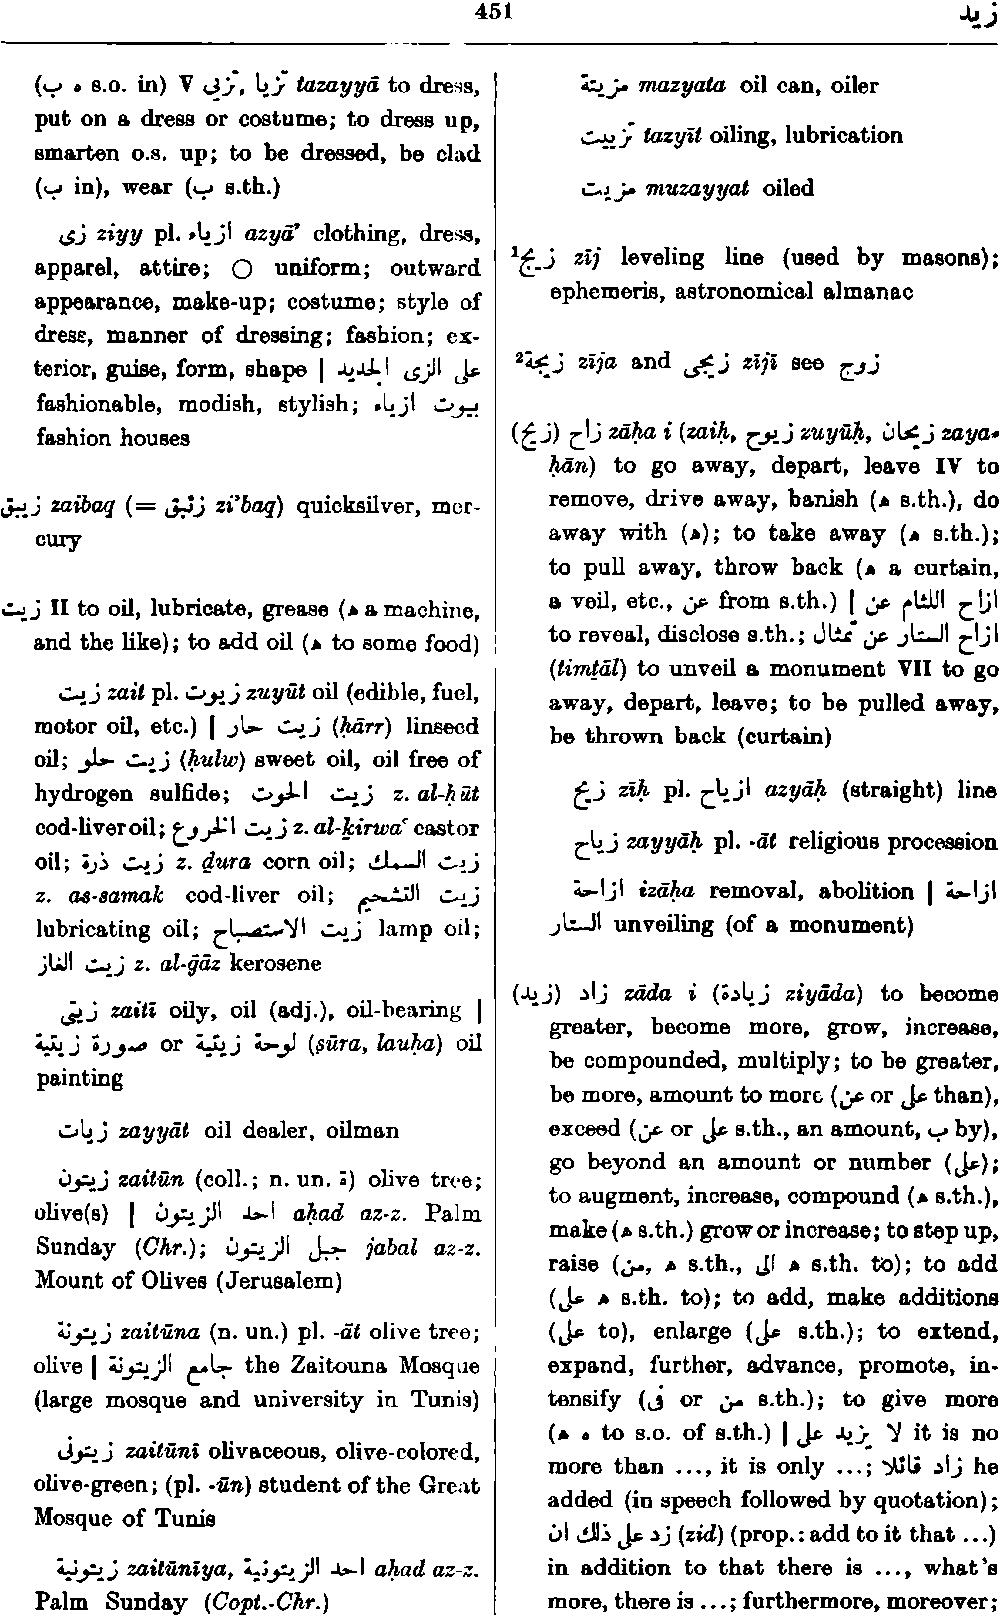 451
زيد
(ب ه s.o. in) V تزيا, تزيى tazayyā to dress,
put on a dress or costume; to dress up,
smarten o.s. up; to be dressed, be clad
(ب in), wear (ب s.th.)
زى ziyy pl. ازياء azyā’ clothing, dress,
apparel, attire; ○ uniform; outward
appearance, make-up; costume; style of
dress, manner of dressing; fashion; ex-
terior, guise, form, shape | على الزى الجديد
fashionable, modish, stylish; بيوت ازياء
fashion houses
زيبق zaibaq (= زئبق zi’baq) quicksilver, mer-
cury
زيت II to oil, lubricate, grease (ه a machine,
and the like); to add oil (ه to some food)
زيت zait pl. زيوت zuyūt oil (edible, fuel,
motor oil, etc.) | زيت حار (ḥārr) linseed
oil; زيت حلو (ḥulw) sweet oil, oil free of
hydrogen sulfide; زيت الحوت z. al-ḥūt
cod-liver oil; زيت الخروع z. al-ḵirwaʿ castor
oil; زيت ذرة z. ḏura corn oil; زيت السمك
z. as-samak cod-liver oil; زيت التشحيم
lubricating oil; زيت الاستصباح lamp oil;
زيت الغاز z. al-ḡāz kerosene
زيتى zaitī oily, oil (adj.), oil-bearing |
صورة زيتية or لوحة زيتية (ṣūra, lauḥa) oil
painting
زيات zayyāt oil dealer, oilman
زيتون zaitūn (coll.; n. un. ة) olive tree;
olive(s) | احد الزيتون aḥad az-z. Palm
Sunday (Chr.); جبل الزيتون jabal az-z.
Mount of Olives (Jerusalem)
زيتونة zaitūna (n. un.) pl. -āt olive tree;
olive | جامع الزيتونة the Zaitouna Mosque
(large mosque and university in Tunis)
زيتونى zaitūnī olivaceous, olive-colored,
olive-green; (pl. -ūn) student of the Great
Mosque of Tunis
زيتونية zaitūnīya, احد الزيتونية aḥad az-z.
Palm Sunday (Copt.-Chr.)
مزيتة mazyata oil can, oiler
تزييت tazyīt oiling, lubrication
مزيت muzayyat oiled
¹زيج zīj leveling line (used by masons);
ephemeris, astronomical almanac
²زيجة zīja and زيجى zījī see زوج
(زيح) زاح zāḥa i (zaiḥ, زيوح zuyūḥ, زيحان zaya-
ḥān) to go away, depart, leave IV to
remove, drive away, banish (ه s.th.), do
away with (ه); to take away (ه s.th.);
to pull away, throw back (ه a curtain,
a veil, etc., عن from s.th.) | ازاح اللثام عن
to reveal, disclose s.th.; ازاح الستار عن تمثال
(timṯāl) to unveil a monument VII to go
away, depart, leave; to be pulled away,
be thrown back (curtain)
زيح zīḥ pl. ازياح azyāḥ (straight) line
زياح zayyāḥ pl. -āt religious procession
ازاحة izāḥa removal, abolition | ازاحة
الستار unveiling (of a monument)
(زيد) زاد zāda i (زيادة ziyāda) to become
greater, become more, grow, increase,
be compounded, multiply; to be greater,
be more, amount to more (عن or على than),
exceed (عن or على s.th., an amount, ب by),
go beyond an amount or number (على);
to augment, increase, compound (ه s.th.),
make (ه s.th.) grow or increase; to step up,
raise (من, ه s.th., ه الى s.th. to); to add
(ه على s.th. to); to add, make additions
(على to), enlarge (على s.th.); to extend,
expand, further, advance, promote, in-
tensify (فى or من s.th.); to give more
(ه ه to s.o. of s.th.) | لا يزيد على it is no
more than ..., it is only ...; زاد قائلا he
added (in speech followed by quotation);
زد على ذلك ان (zid) (prop.: add to it that ...)
in addition to that there is ..., what's
more, there is ...; furthermore, moreover;